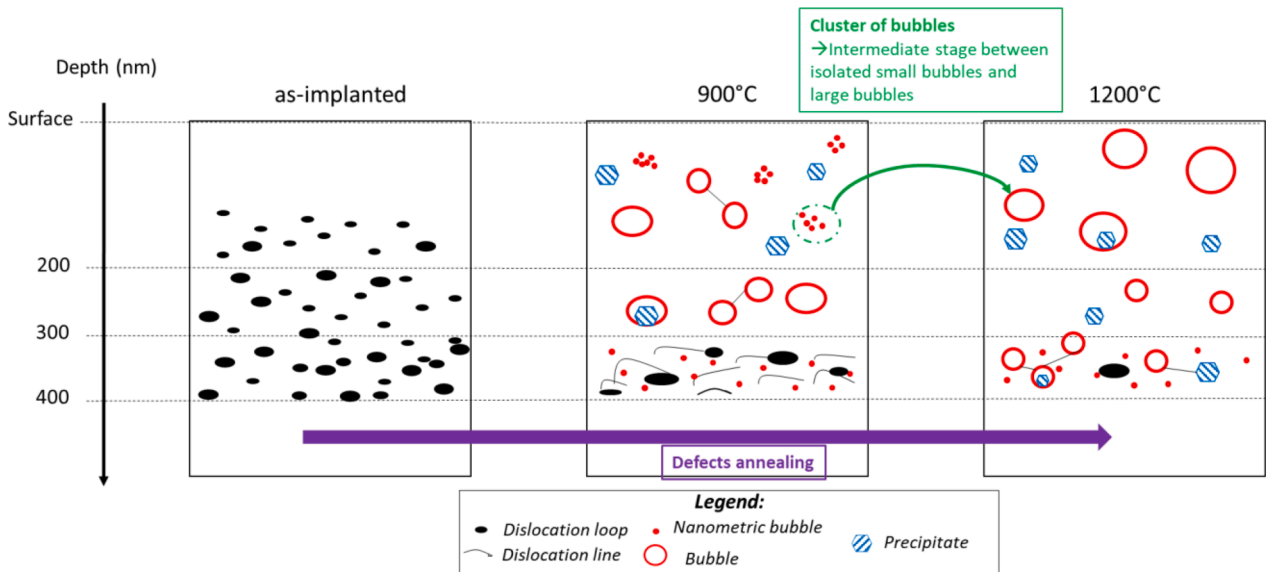 Cluster of bubbles
→Intermediate stage between
isolated small bubbles and
large bubbles
Depth (nm)
as-implanted
900°C
1200°C
Surface
200
300
400
Defects annealing
Legend:
Dislocation loop
Nanometric bubble
Precipitate
Dislocation line
Bubble